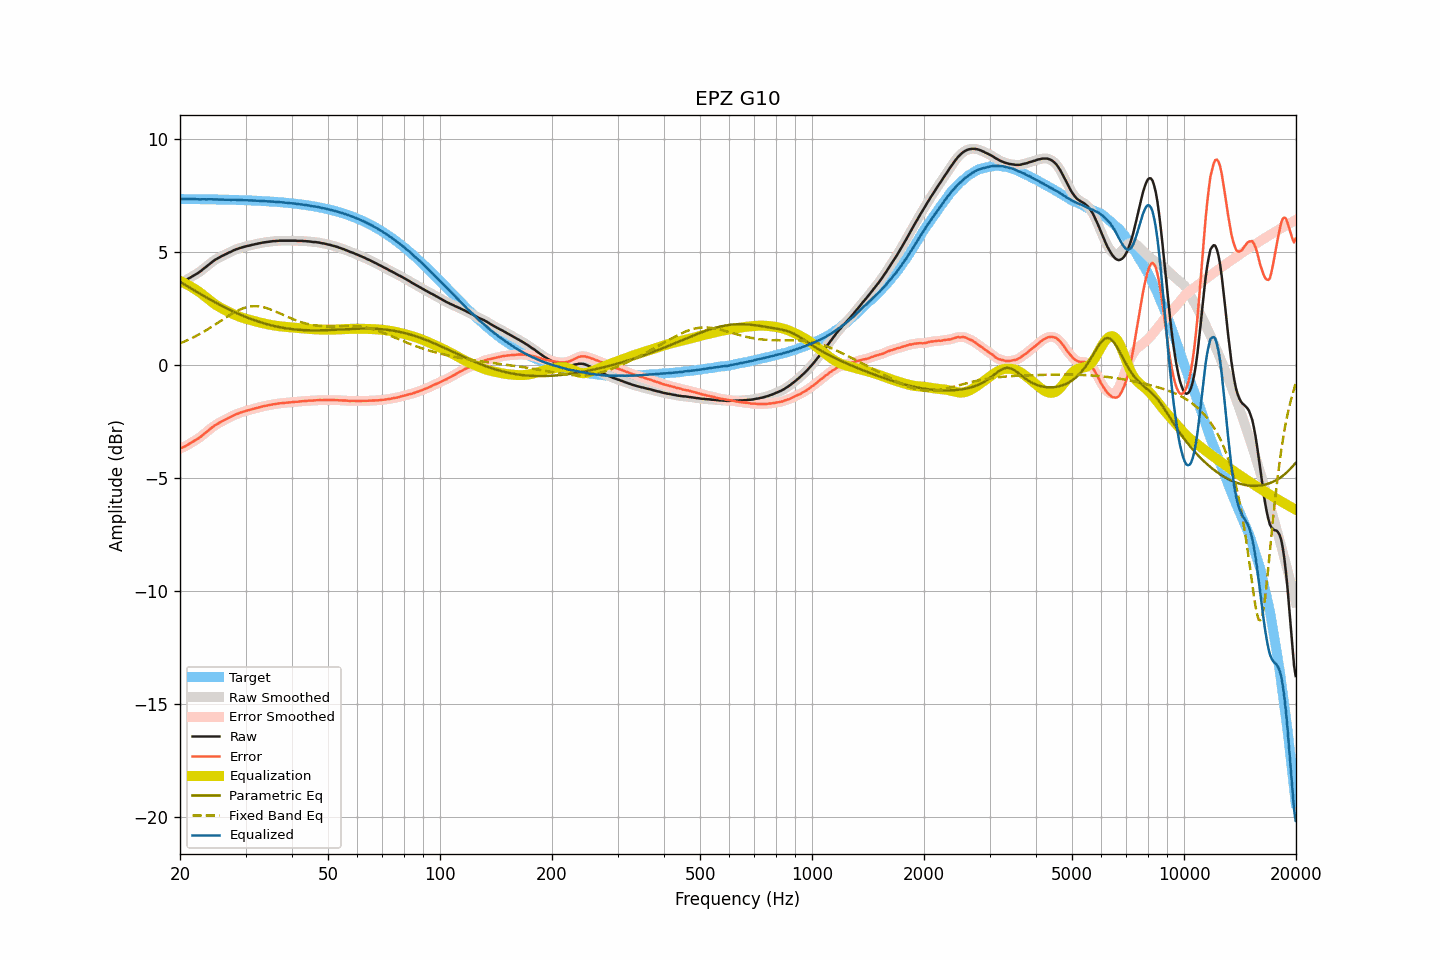 EPZ G10
10
5
0
−5
−10
−15
−20
Amplitude (dBr)
Target
Raw Smoothed
Error Smoothed
Raw
Error
Equalization
Parametric Eq
Fixed Band Eq
Equalized
20 50 100 200 500 1000 2000 5000 10000 20000
Frequency (Hz)